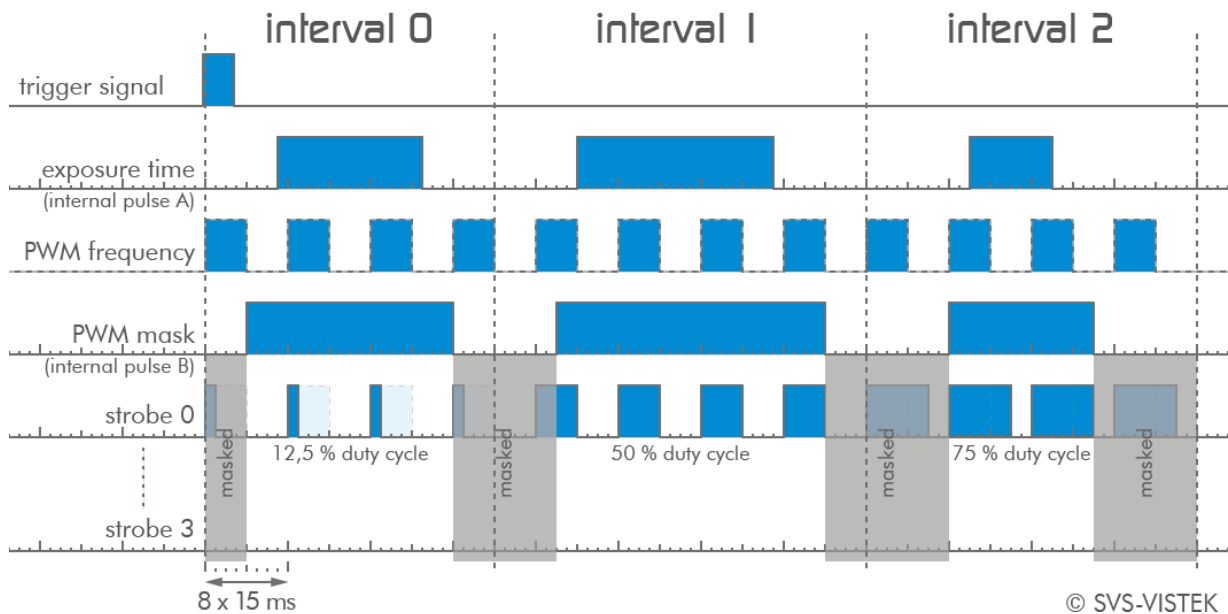 interval 0
interval 1
interval 2
trigger signal
exposure time
(internal pulse A)
PWM frequency
PWM mask
(internal pulse B)
strobe 0
masked
12,5 % duty cycle
masked
50 % duty cycle
masked
75 % duty cycle
masked
strobe 3
8 x 15 ms
© SVS-VISTEK